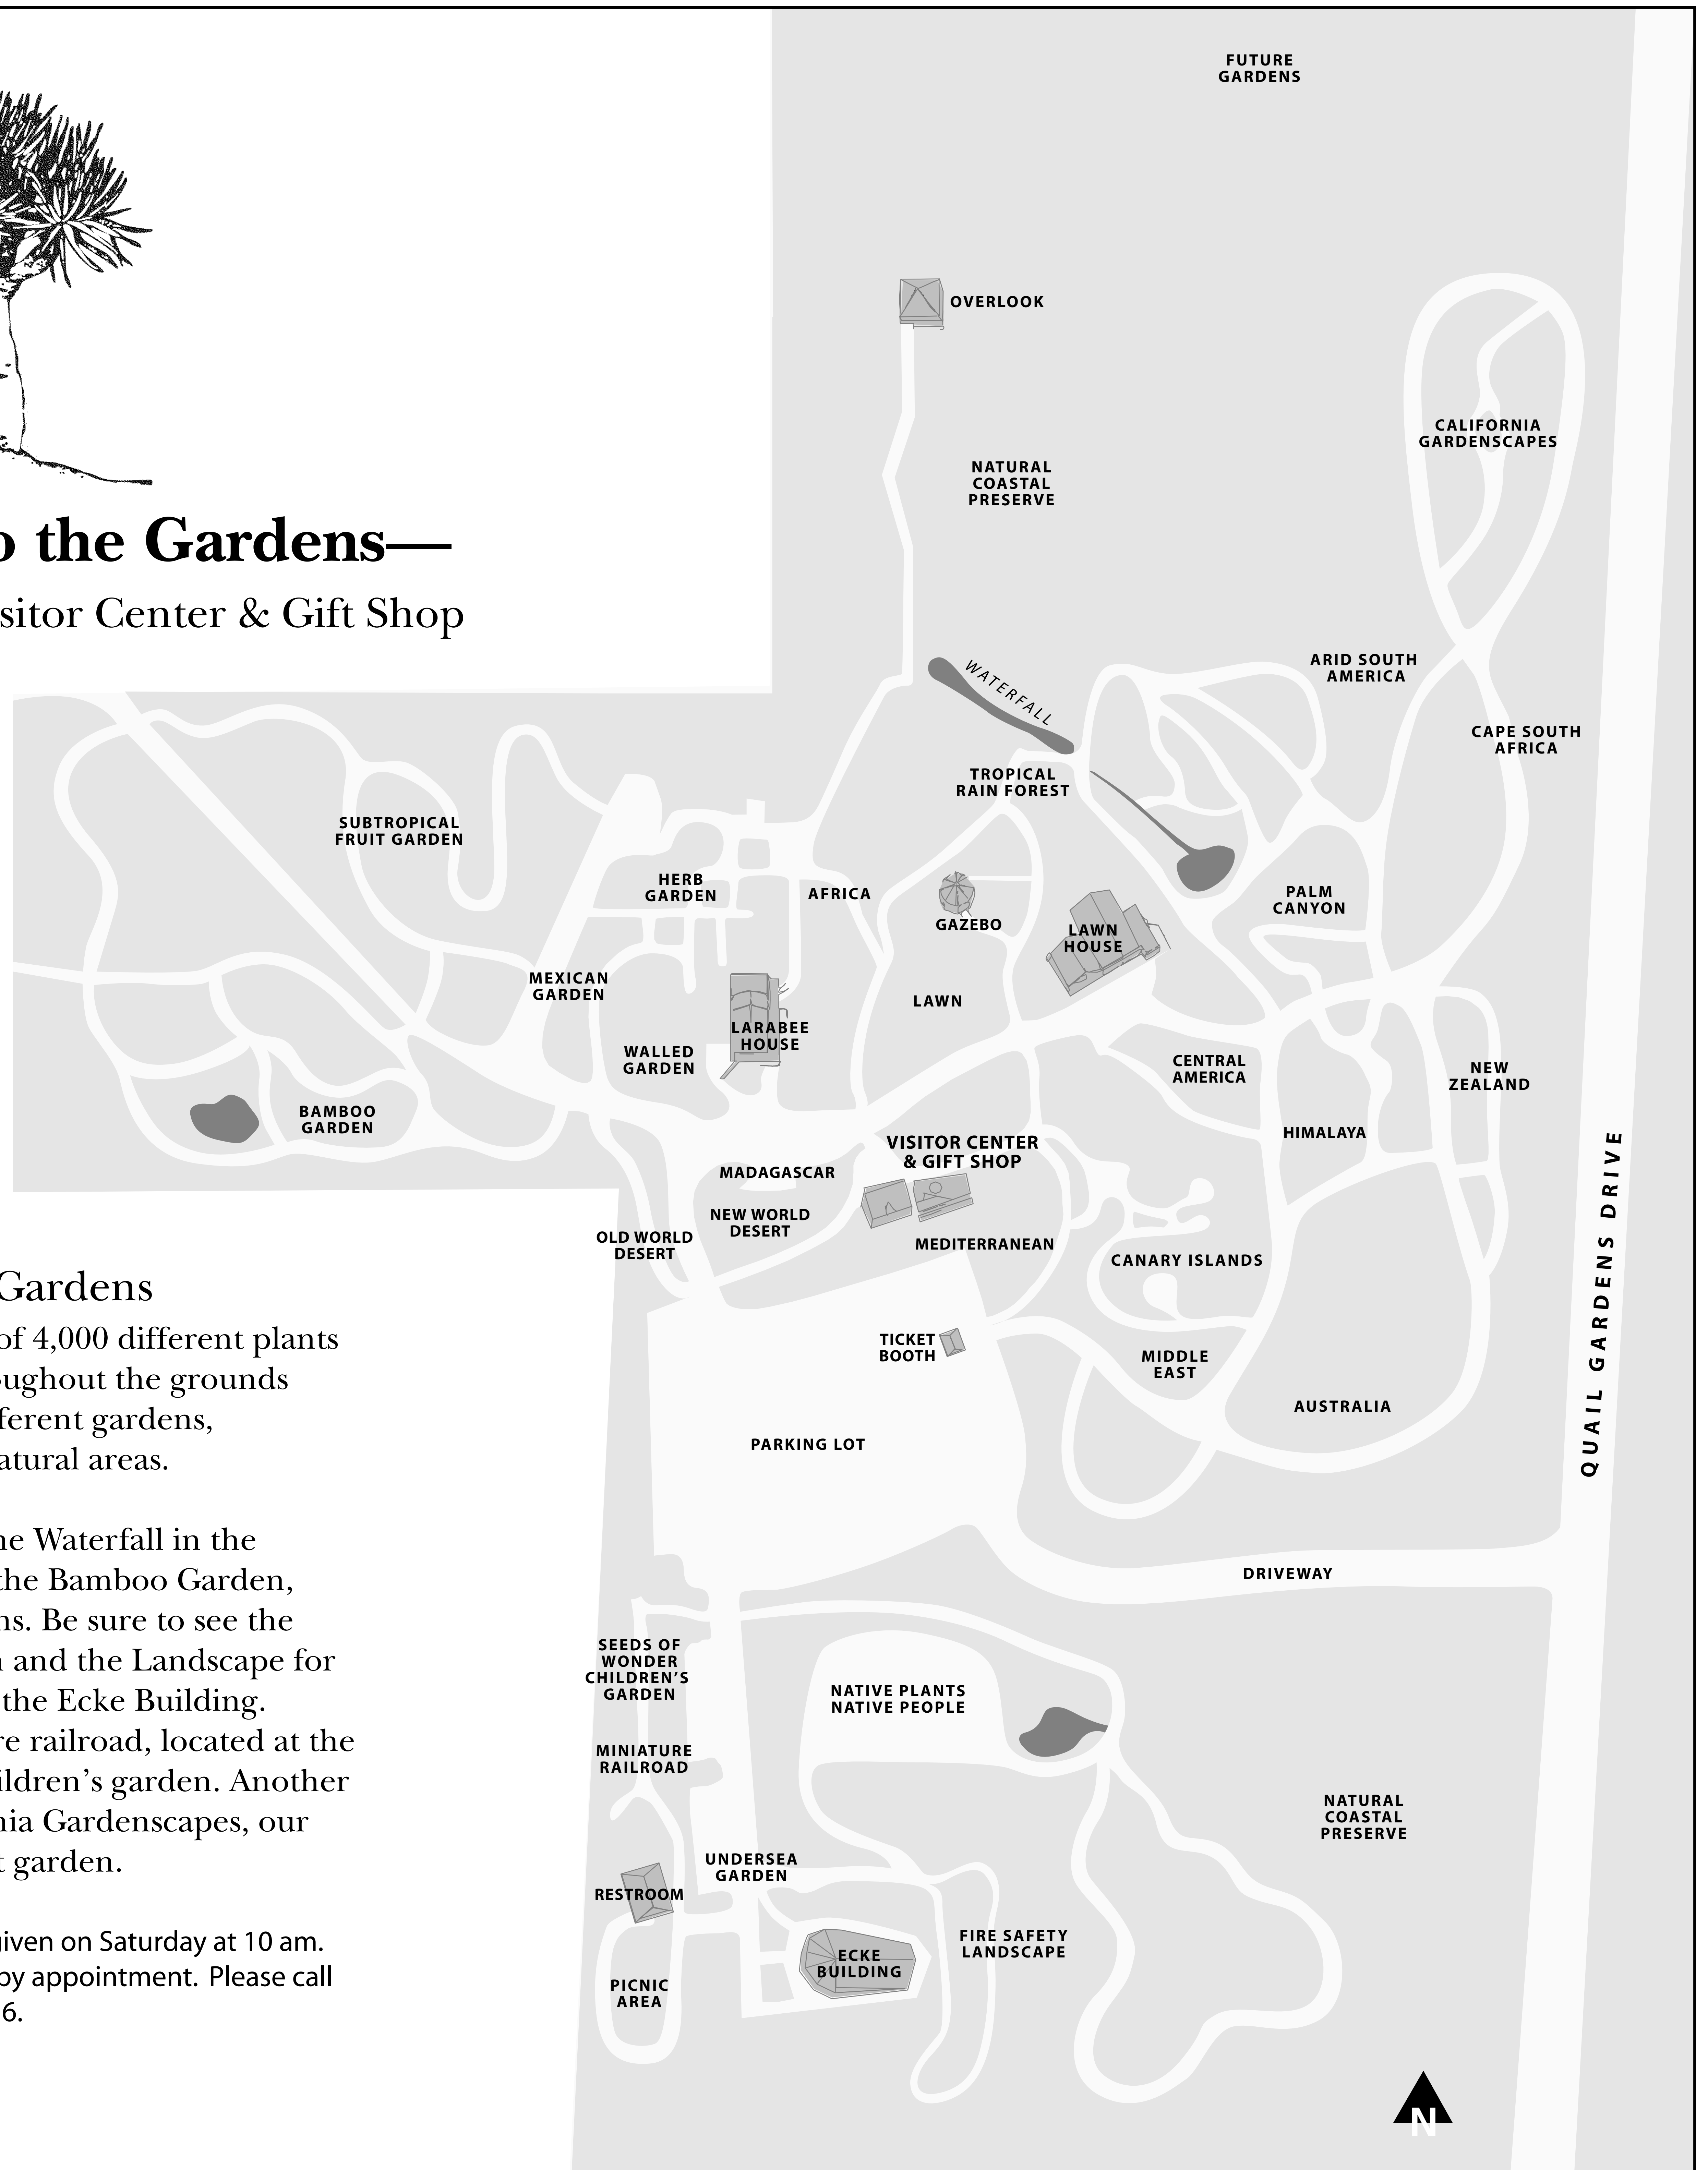 o the Gardens—
isitor Center & Gift Shop
Gardens
of 4,000 different plants
oughout the grounds
fferent gardens,
atural areas.
he Waterfall in the
the Bamboo Garden,
ns. Be sure to see the
n and the Landscape for
the Ecke Building.
re railroad, located at the
ildren’s garden. Another
nia Gardenscapes, our
t garden.
given on Saturday at 10 am.
by appointment. Please call
6.
FUTURE
GARDENS
OVERLOOK
CALIFORNIA
GARDENSCAPES
NATURAL
COASTAL
PRESERVE
WATERFALL
ARID SOUTH
AMERICA
CAPE SOUTH
AFRICA
TROPICAL
RAIN FOREST
SUBTROPICAL
FRUIT GARDEN
HERB
GARDEN
AFRICA
GAZEBO
LAWN
HOUSE
PALM
CANYON
MEXICAN
GARDEN
LAWN
LARABEE
HOUSE
WALLED
GARDEN
CENTRAL
AMERICA
NEW
ZEALAND
BAMBOO
GARDEN
HIMALAYA
VISITOR CENTER
& GIFT SHOP
MADAGASCAR
NEW WORLD
DESERT
OLD WORLD
DESERT
MEDITERRANEAN
CANARY ISLANDS
QUAIL GARDENS DRIVE
TICKET
BOOTH
MIDDLE
EAST
AUSTRALIA
PARKING LOT
DRIVEWAY
SEEDS OF
WONDER
CHILDREN’S
GARDEN
NATIVE PLANTS
NATIVE PEOPLE
MINIATURE
RAILROAD
NATURAL
COASTAL
PRESERVE
UNDERSEA
GARDEN
RESTROOM
FIRE SAFETY
LANDSCAPE
ECKE
BUILDING
PICNIC
AREA
N